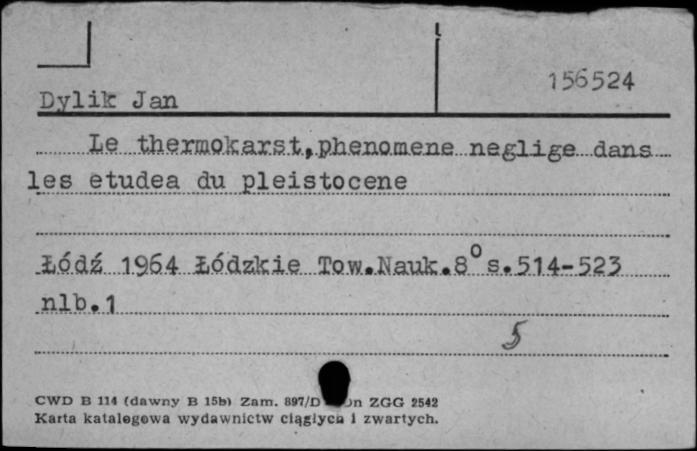 156524
Dylik Jan
Le thermokarst,phenomene neglige dans
les etudea du pleistocene
Łódź 1964 Łódzkie Tow.Nauk.8° s.514-523
nlb.1
5
CWD B 114 (dawny B 15b) Zam. 897/D ZGG 2542
Karta katalogowa wydawnictw ciągłych i zwartych.